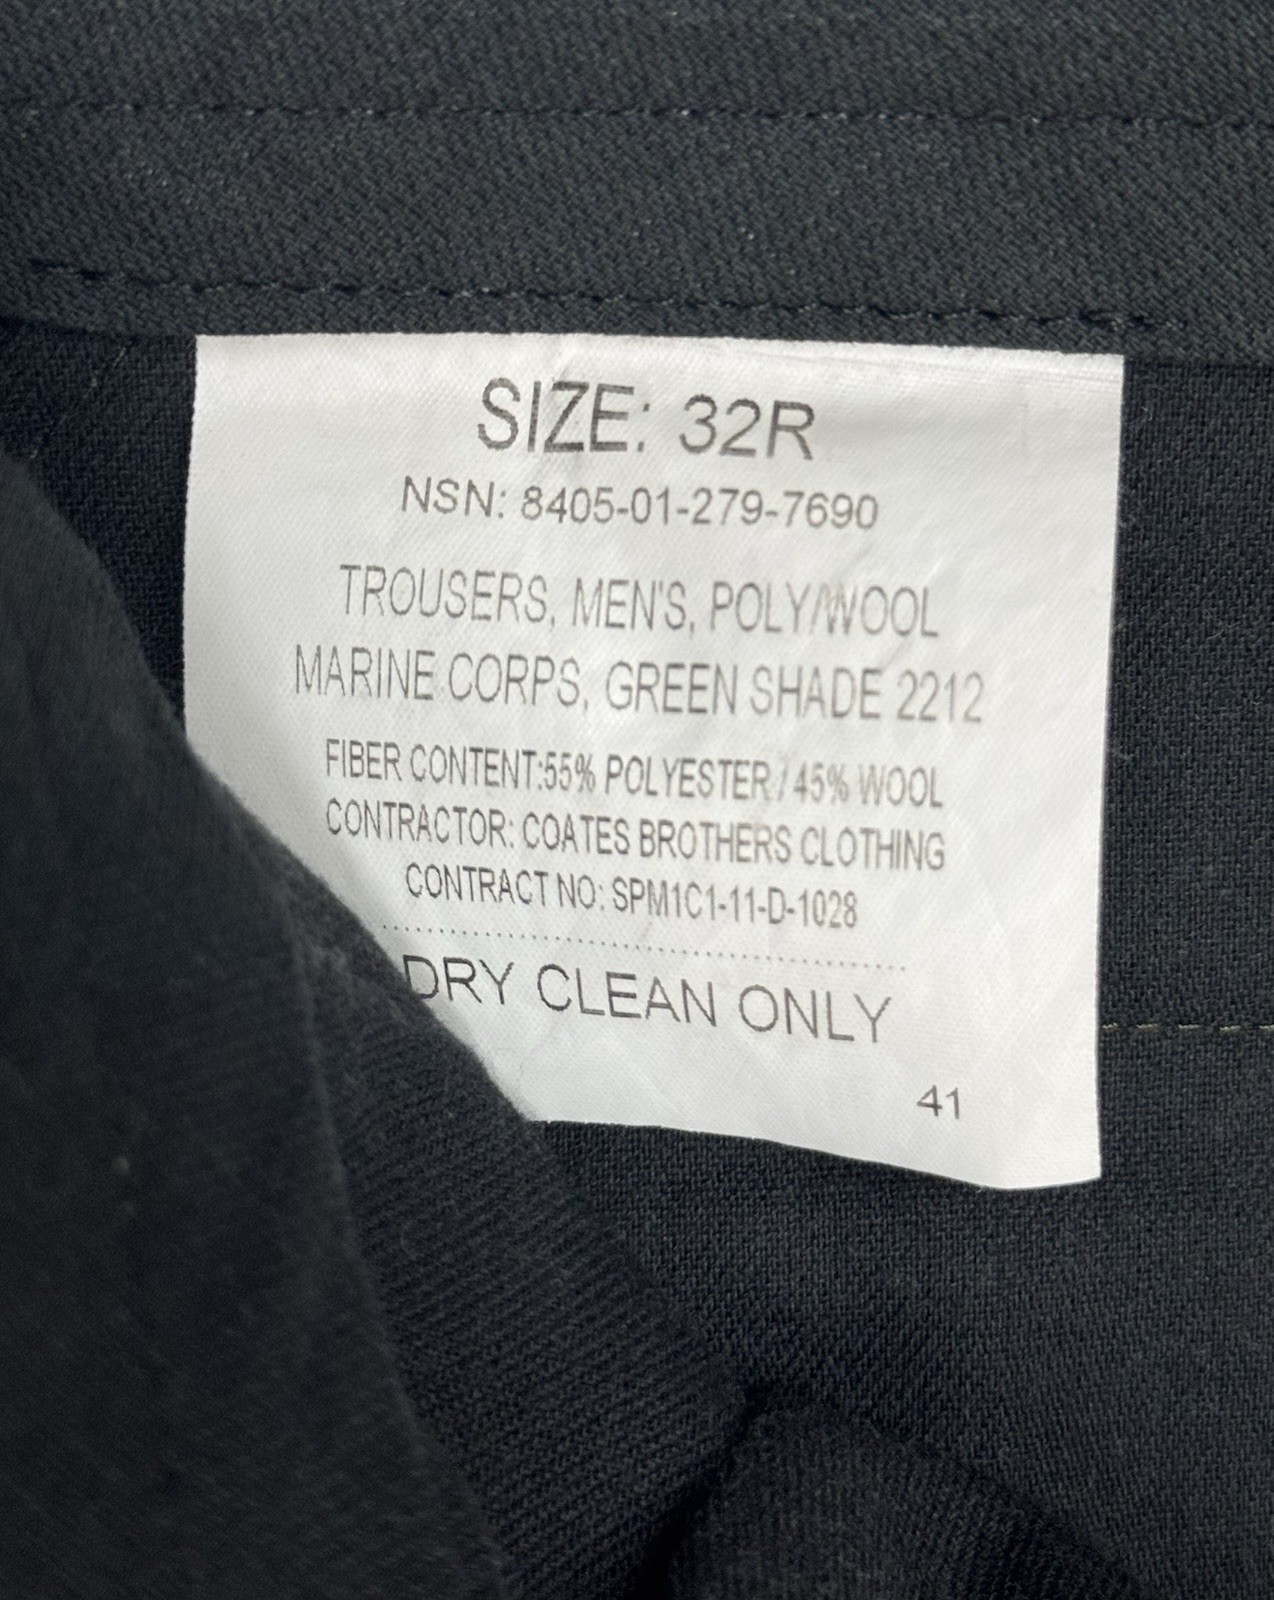 SIZE: 32R
NSN: 8405-01-279-7690
TROUSERS, MEN'S, POLY/WOOL
MARINE CORPS, GREEN SHADE 2212
FIBER CONTENT:55% POLYESTER / 45% WOOL
CONTRACTOR: COATES BROTHERS CLOTHING
CONTRACT NO: SPM1C1-11-D-1028
DRY CLEAN ONLY
41